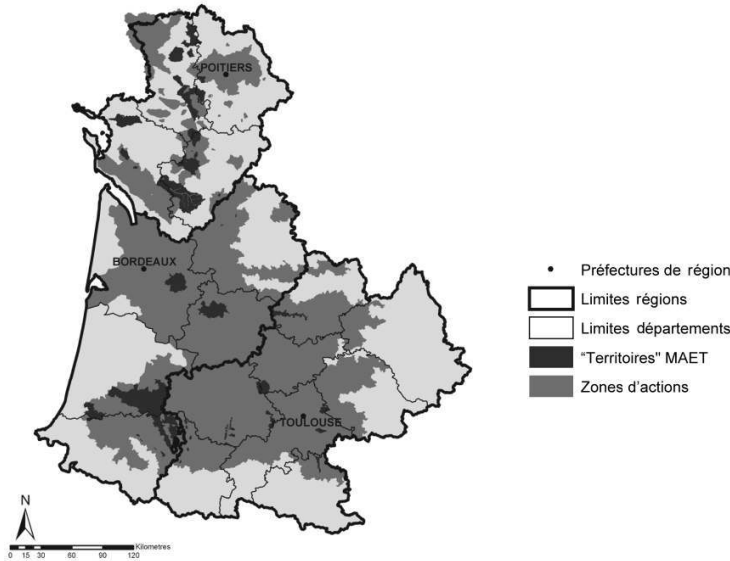 POITIERS
BORDEAUX
TOULOUSE
Préfectures de région
Limites régions
Limites départements
"Territoires" MAET
Zones d'actions
N
0 15 30 60 90 120 Kilometres